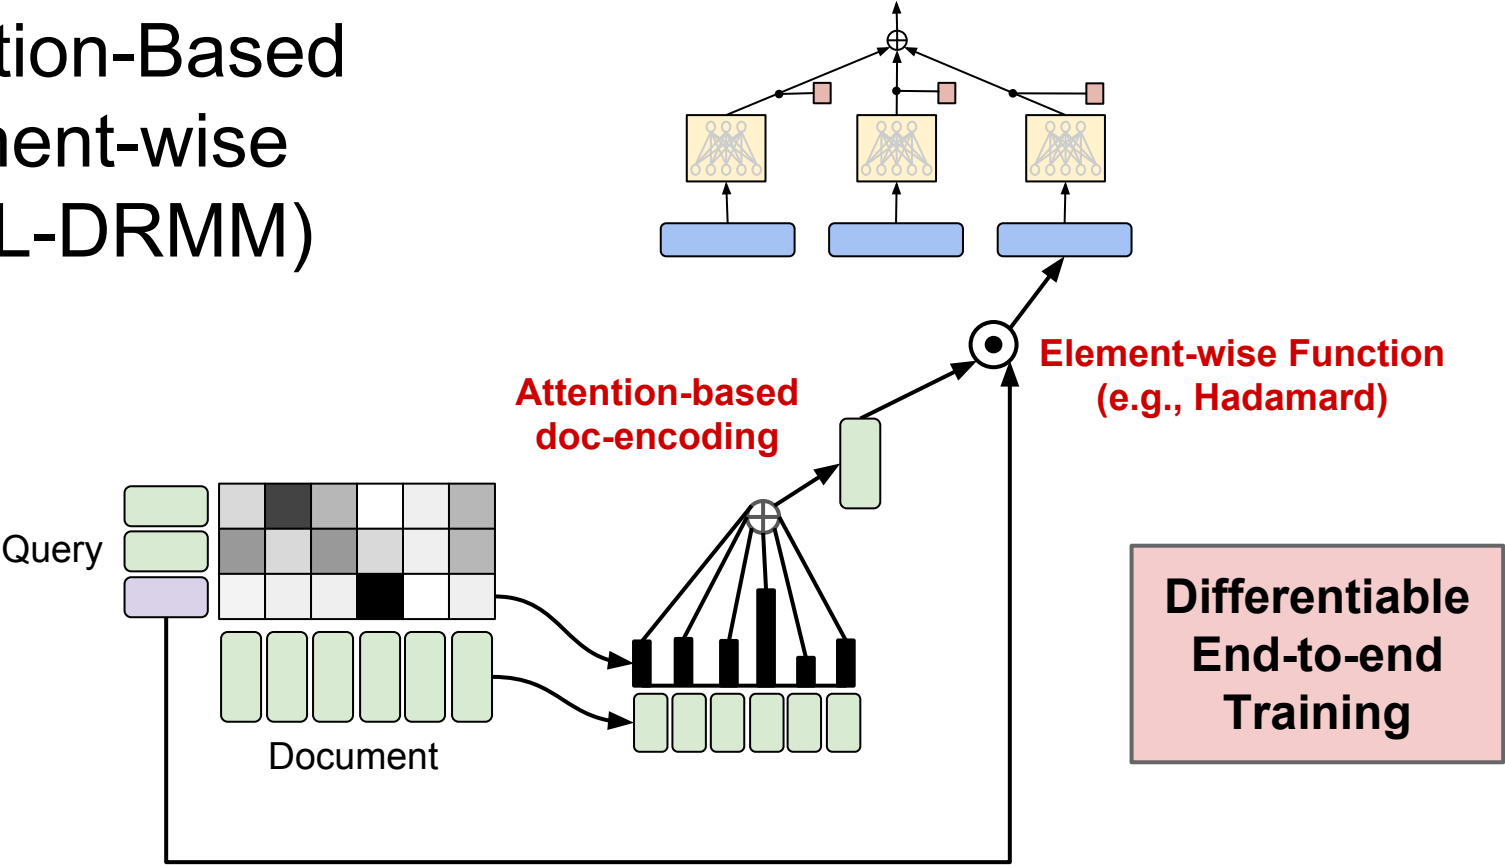 tion-Based
ment-wise
L-DRMM)
Element-wise Function
(e.g., Hadamard)
Attention-based
doc-encoding
Query
Document
Differentiable
End-to-end
Training